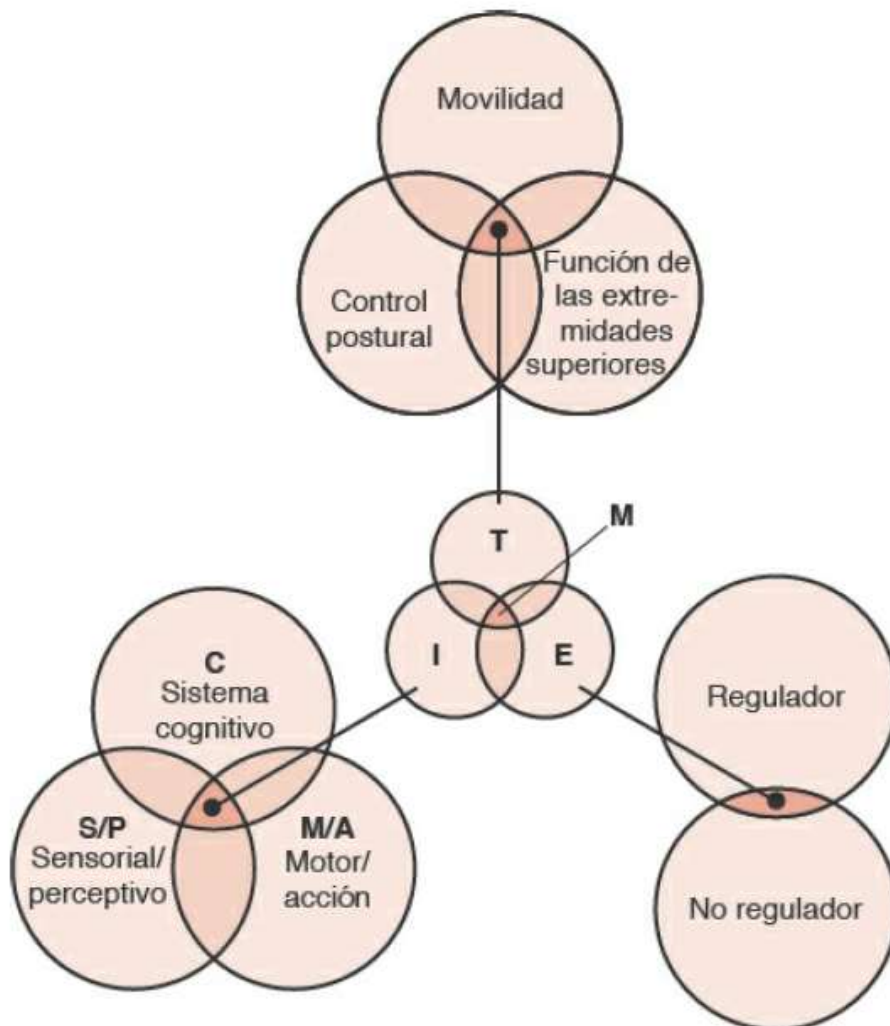 Movilidad
Control
postural
Función de
las extre-
midades
superiores
T
M
I
E
C
Sistema
cognitivo
S/P
Sensorial/
perceptivo
M/A
Motor/
acción
Regulador
No regulador